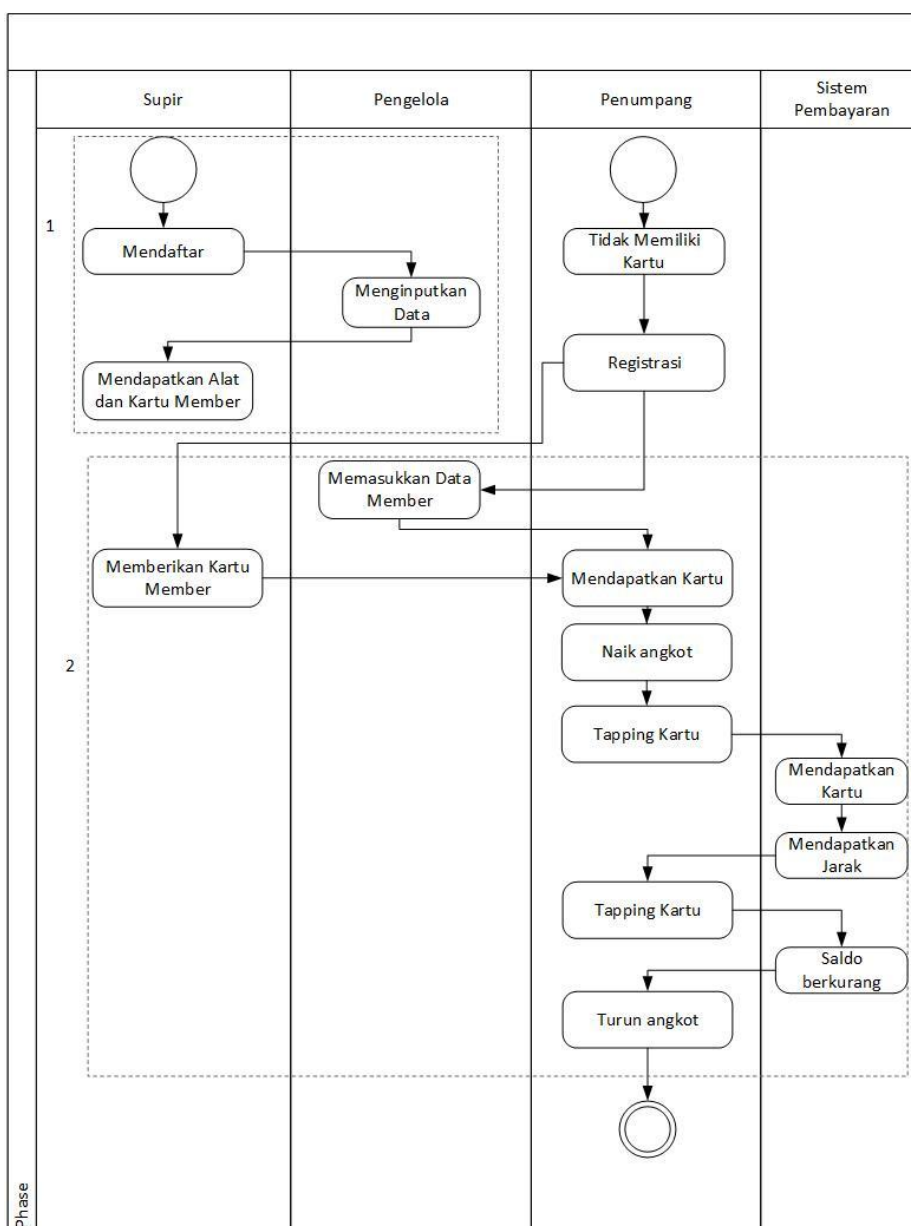 Supir
Pengelola
Penumpang
Sistem
Pembayaran
1
Mendaftar
Tidak Memiliki
Kartu
Menginputkan
Data
Registrasi
Mendapatkan Alat
dan Kartu Member
Memasukkan Data
Member
Memberikan Kartu
Member
Mendapatkan Kartu
2
Naik angkot
Tapping Kartu
Mendapatkan
Kartu
Mendapatkan
Jarak
Tapping Kartu
Saldo
berkurang
Turun angkot
Phase